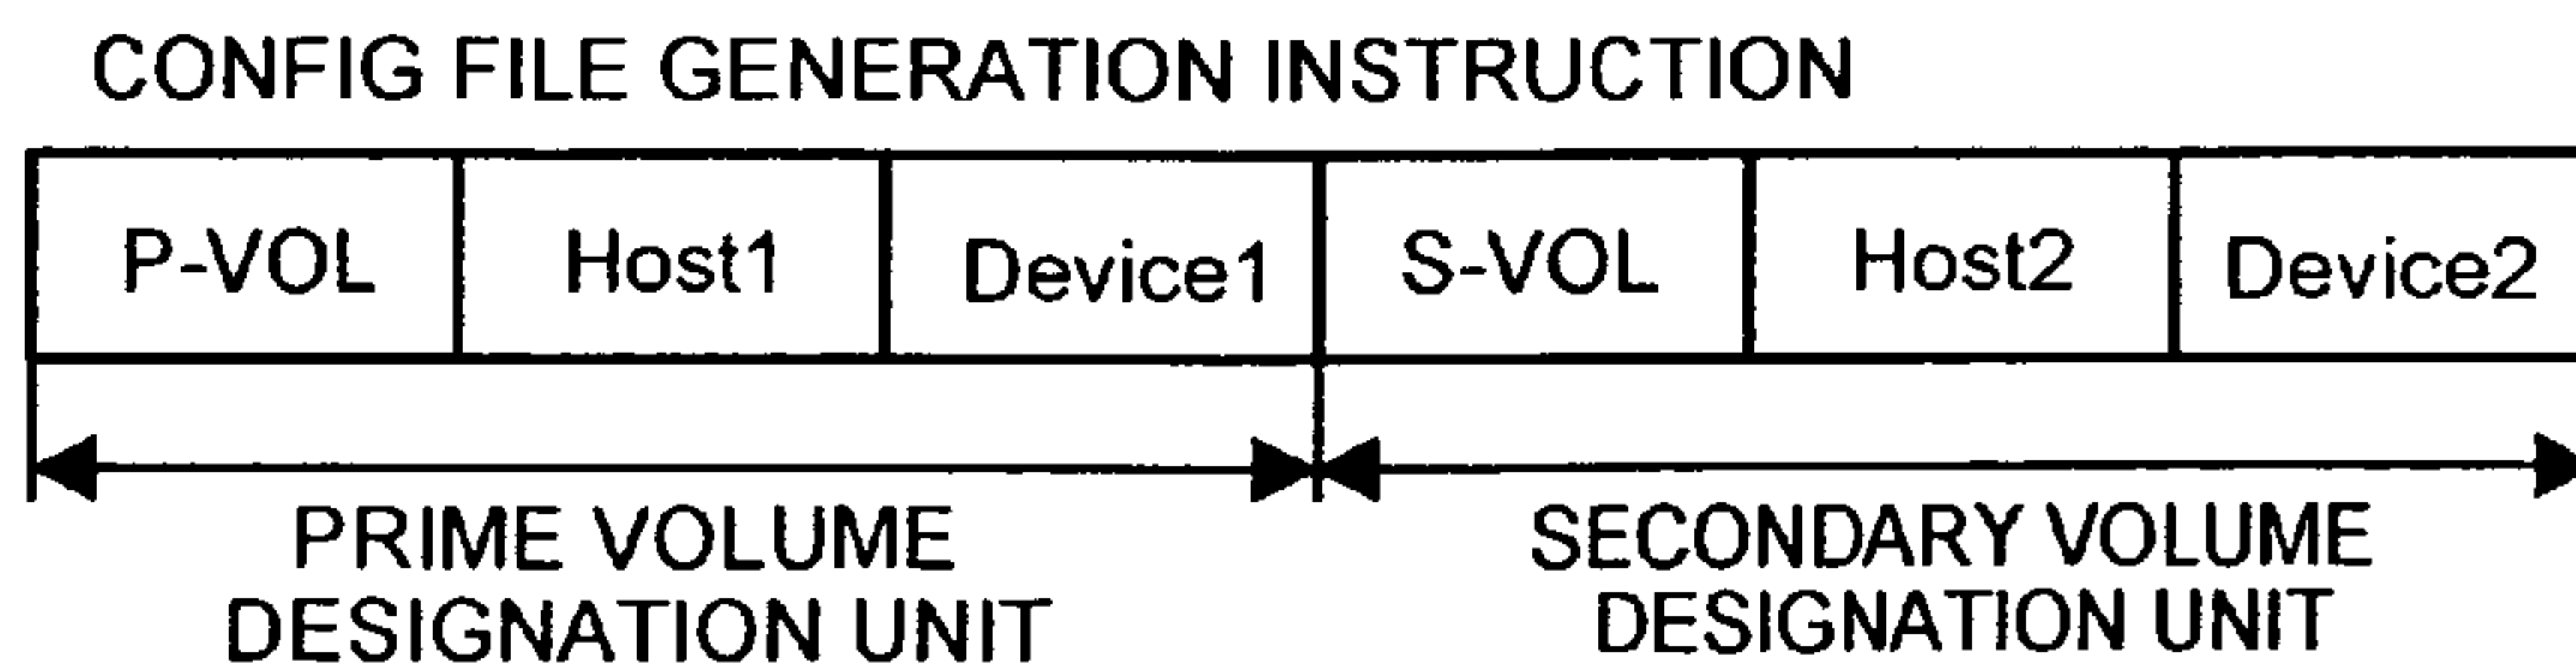 CONFIG FILE GENERATION INSTRUCTION
P-VOL Host1 Device1 S-VOL Host2 Device2
PRIME VOLUME
DESIGNATION UNIT
SECONDARY VOLUME
DESIGNATION UNIT